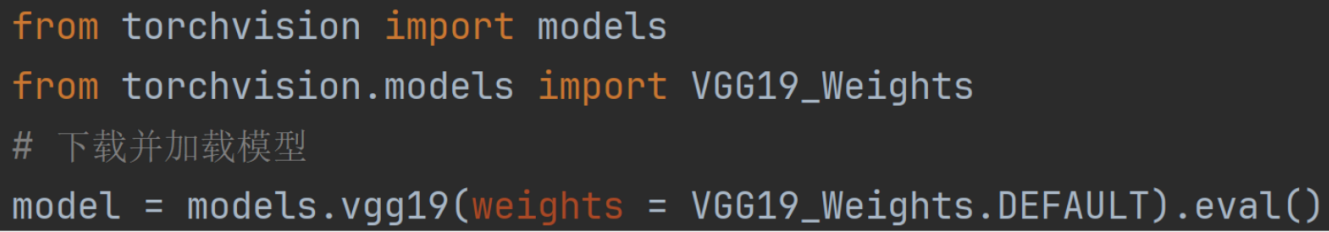 from torchvision import models
from torchvision.models import VGG19_Weights
# 下载并加载模型
model = models.vgg19(weights = VGG19_Weights.DEFAULT).eval()